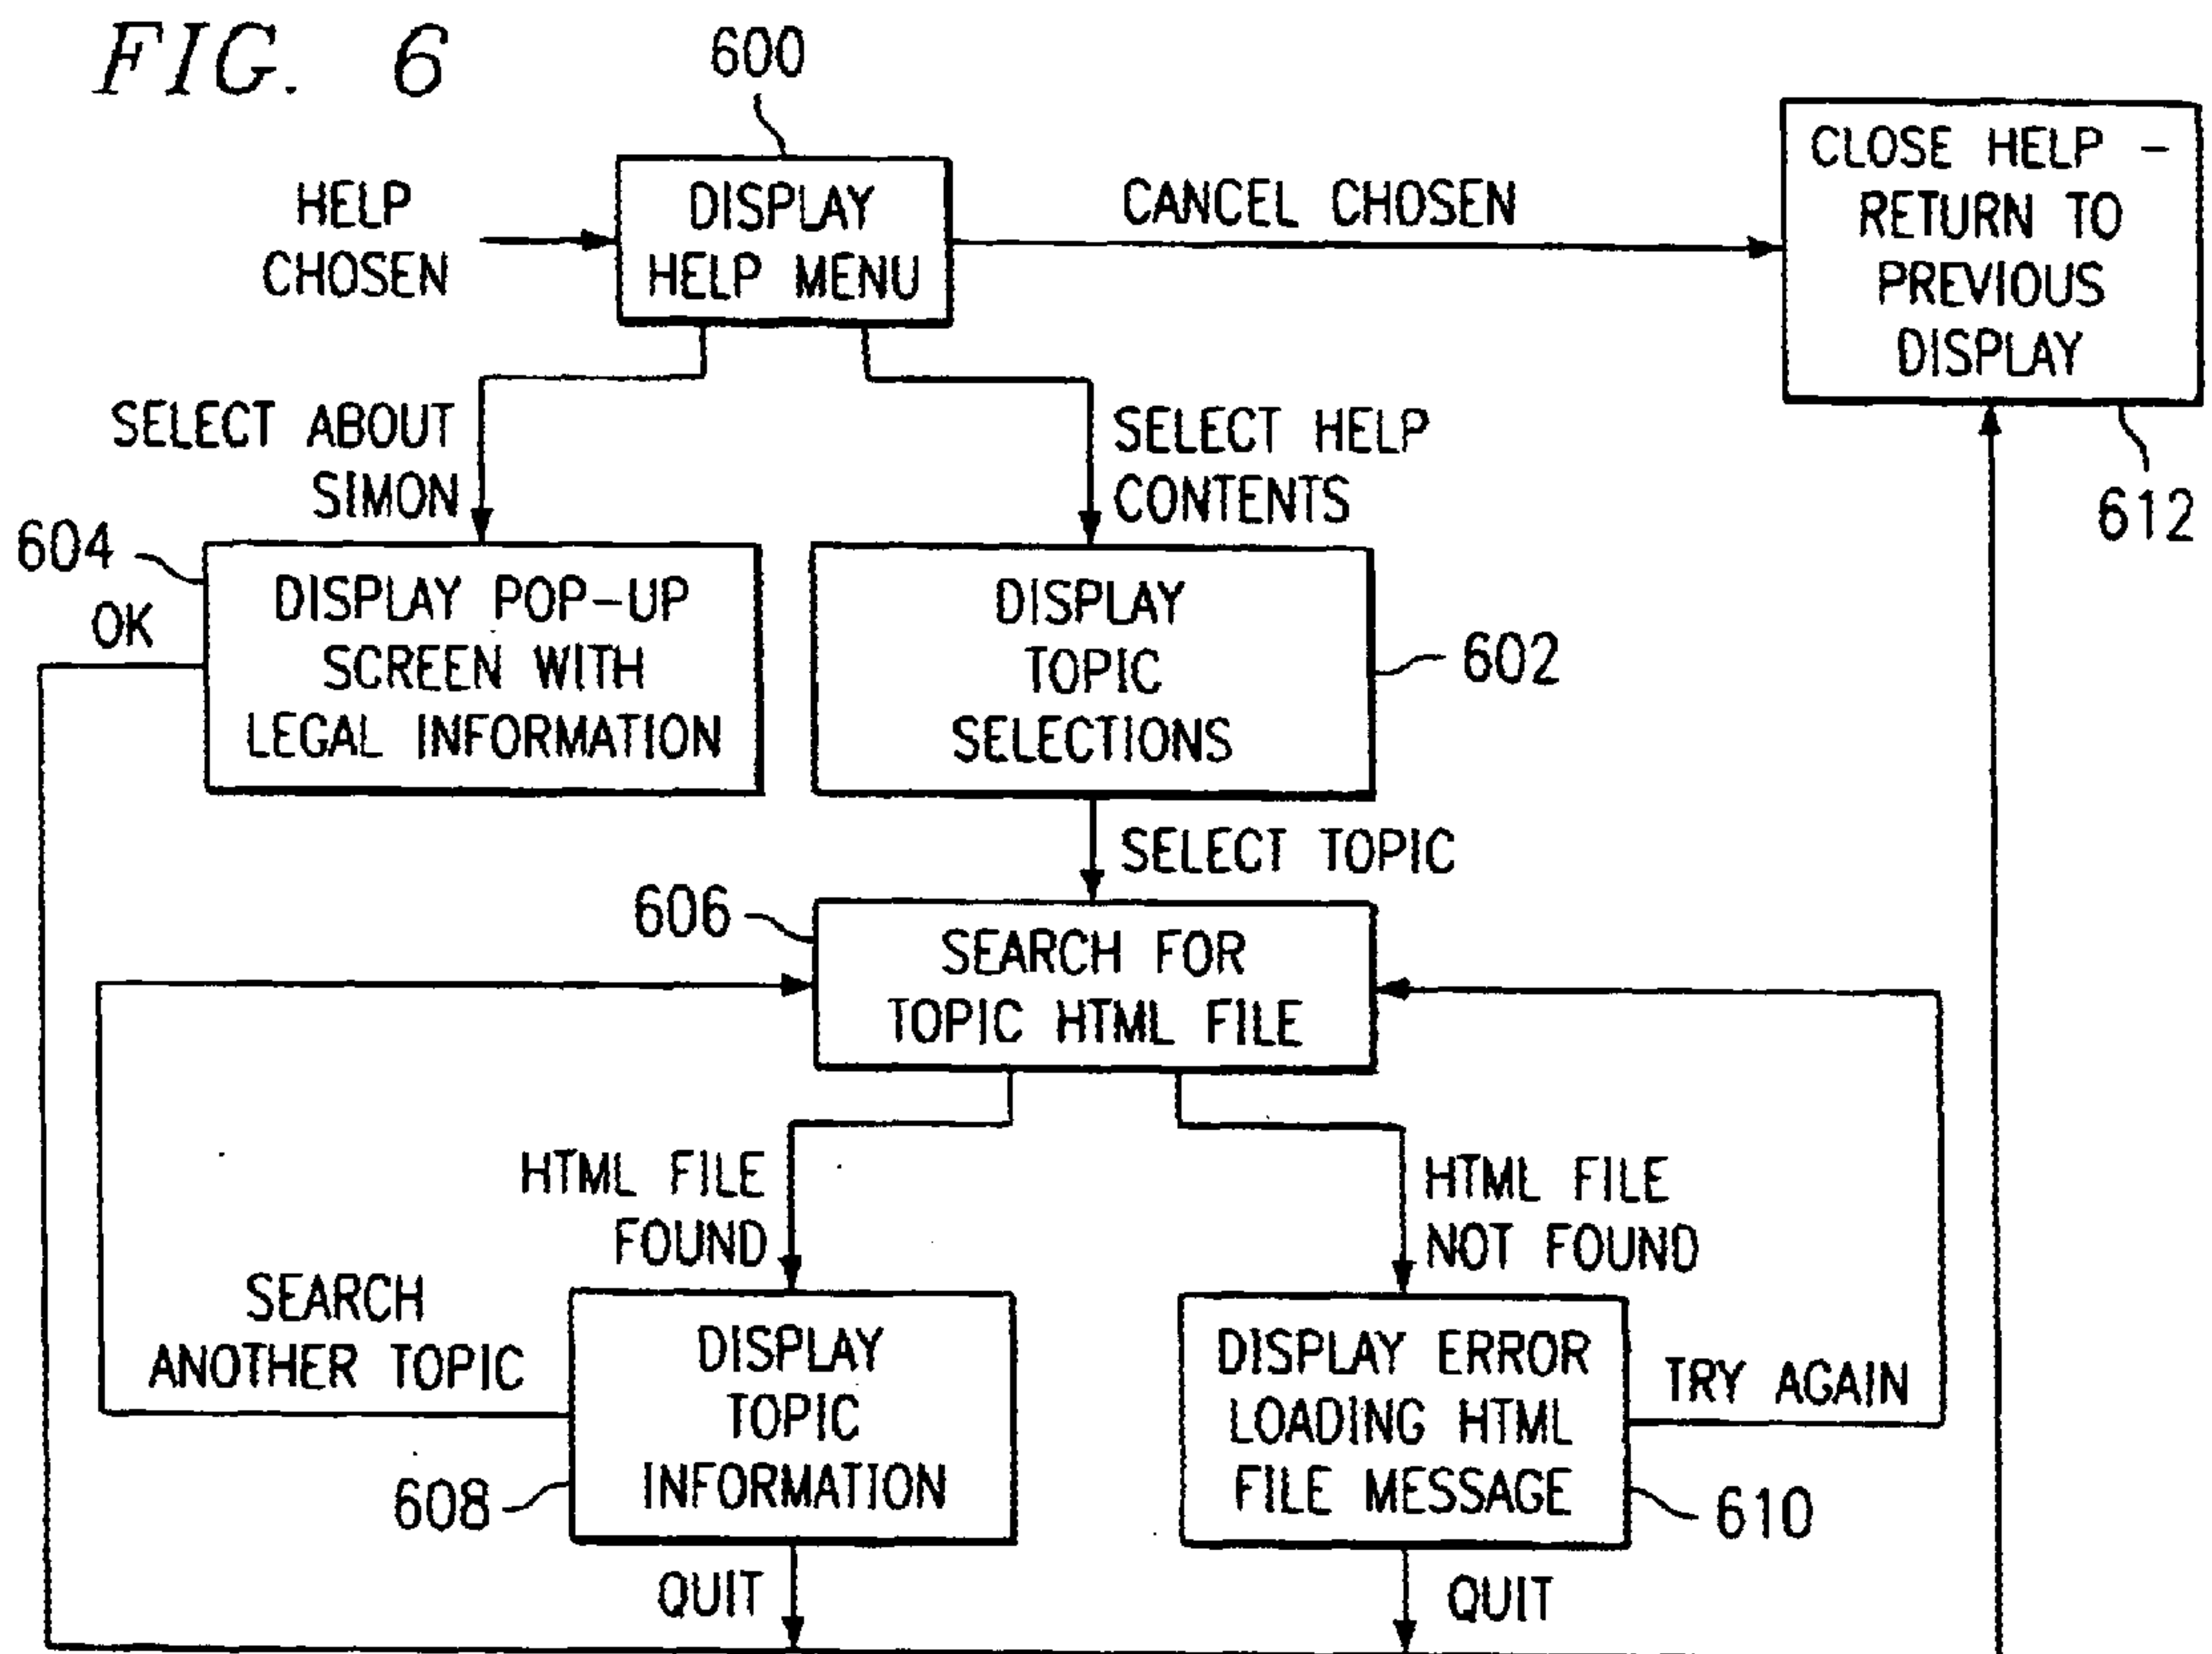 FIG. 6
600
HELP
CHOSEN
DISPLAY
HELP MENU
CANCEL CHOSEN
CLOSE HELP -
RETURN TO
PREVIOUS
DISPLAY
612
SELECT ABOUT
SIMON
SELECT HELP
CONTENTS
604
OK
DISPLAY POP-UP
SCREEN WITH
LEGAL INFORMATION
DISPLAY
TOPIC
SELECTIONS
602
SELECT TOPIC
606
SEARCH FOR
TOPIC HTML FILE
HTML FILE
FOUND
HTML FILE
NOT FOUND
SEARCH
ANOTHER TOPIC
DISPLAY
TOPIC
INFORMATION
608
DISPLAY ERROR
LOADING HTML
FILE MESSAGE
TRY AGAIN
610
QUIT
QUIT